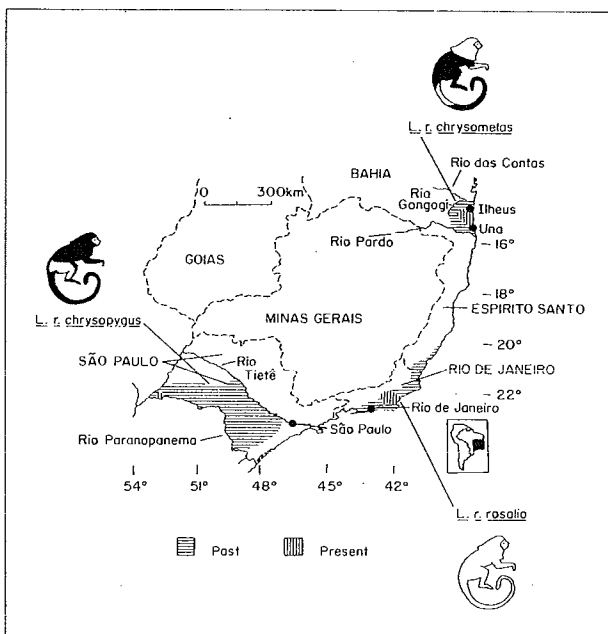 L. r. chrysomelas
Rio das Contas
BAHIA
0 300km
Rio
Gongogi
Ilheus
Una
Rio Pardo
16°
GOIAS
18°
ESPIRITO SANTO
L. r. chrysopygus
MINAS GERAIS
20°
SÃO PAULO
Rio
Tietê
RIO DE JANEIRO
22°
Rio de Janeiro
São Paulo
Rio Paranapanema
54° 51° 48° 45° 42°
L. r. rosalia
Past Present